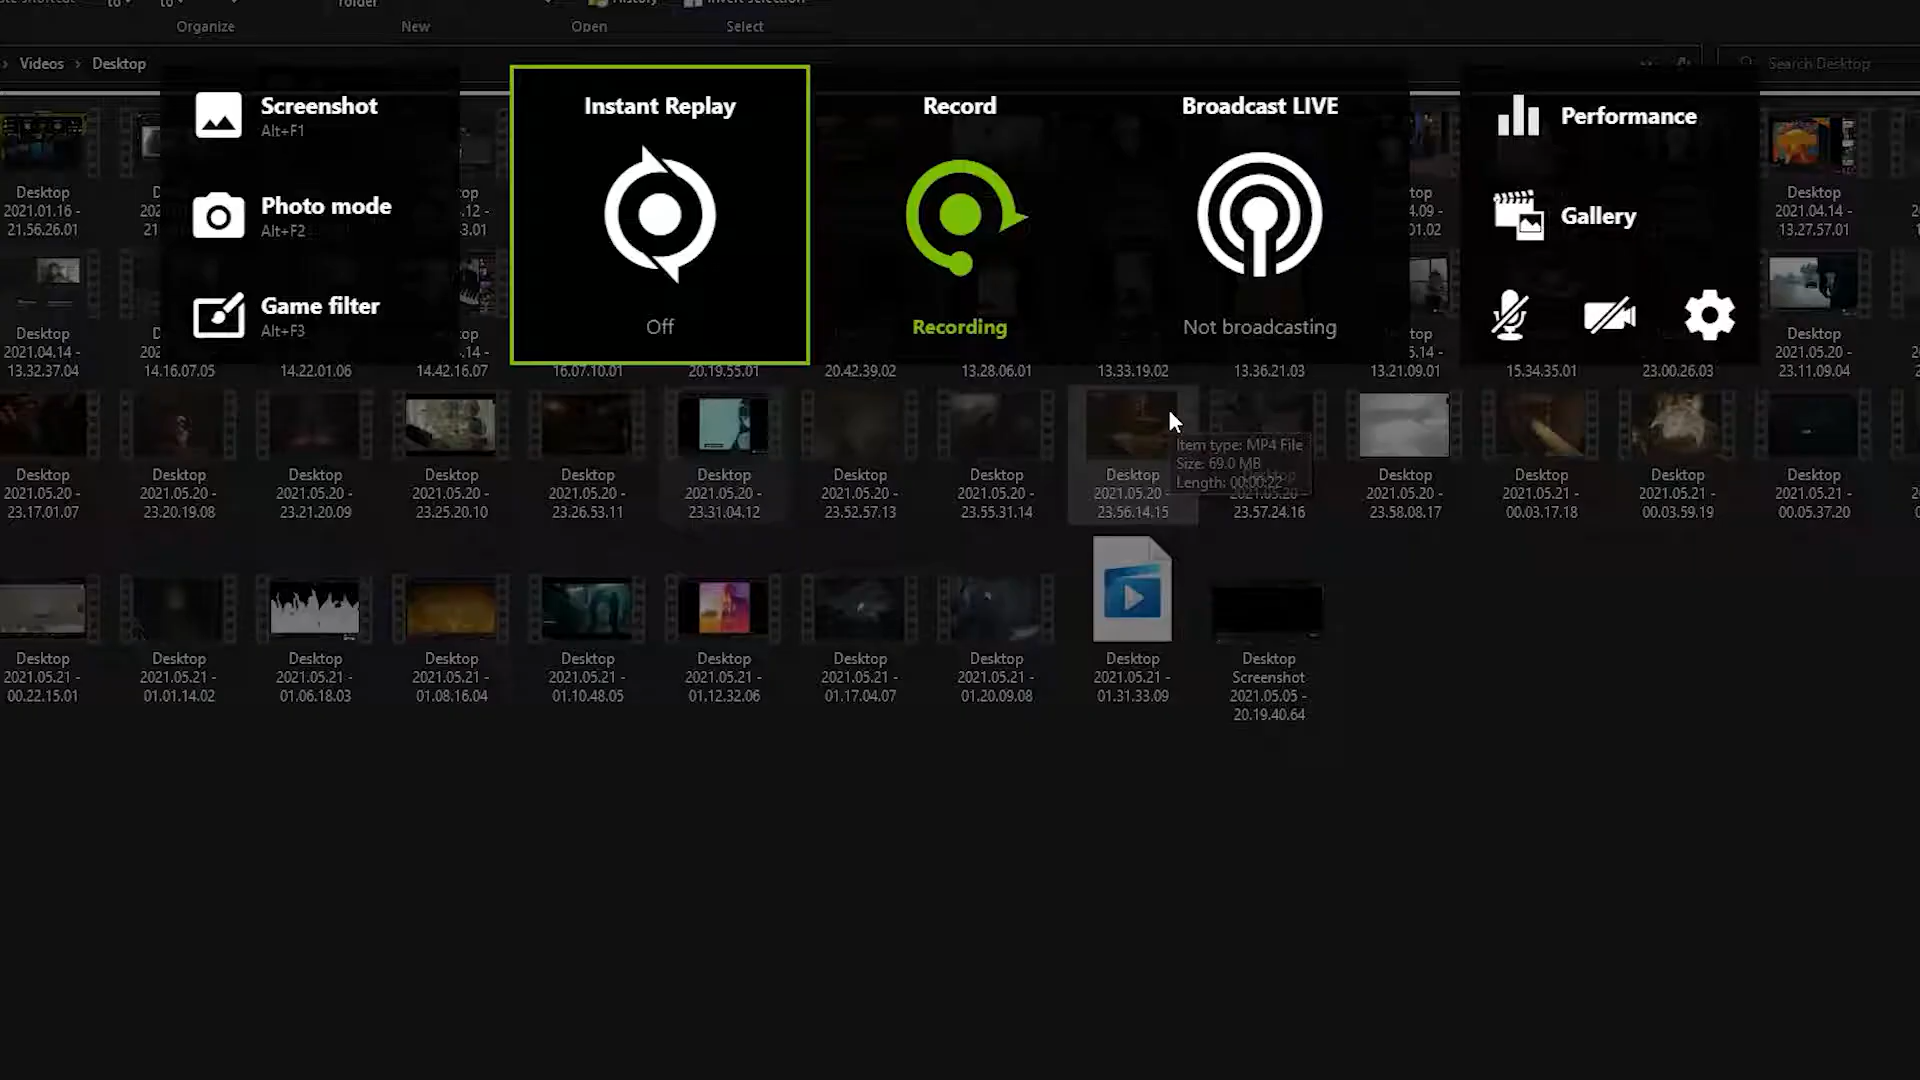 Organize
New
Open
Select
Videos › Desktop
Search Desktop
Screenshot
Alt+F1
Photo mode
Alt+F2
Game filter
Alt+F3
Instant Replay
Off
Record
Recording
Broadcast LIVE
Not broadcasting
Performance
Gallery
Desktop
2021.01.16 -
21.56.26.01
Desktop
2021.04.14 -
13.27.57.01
Desktop
2021.04.14 -
13.32.37.04
14.16.07.05
14.22.01.06
14.42.16.07
16.07.10.01
20.19.55.01
20.42.39.02
13.28.06.01
13.33.19.02
13.36.21.03
13.21.09.01
15.34.35.01
23.00.26.03
Desktop
2021.05.20 -
23.11.09.04
Desktop
2021.05.20 -
23.17.01.07
Desktop
2021.05.20 -
23.20.19.08
Desktop
2021.05.20 -
23.21.20.09
Desktop
2021.05.20 -
23.25.20.10
Desktop
2021.05.20 -
23.26.53.11
Desktop
2021.05.20 -
23.31.04.12
Desktop
2021.05.20 -
23.52.57.13
Desktop
2021.05.20 -
23.55.31.14
Desktop
2021.05.20 -
23.56.14.15
Item type: MP4 File
Size: 69.0 MB
Length: 00:00:22
2021.05.20 -
23.57.24.16
Desktop
2021.05.20 -
23.58.08.17
Desktop
2021.05.21 -
00.03.17.18
Desktop
2021.05.21 -
00.03.59.19
Desktop
2021.05.21 -
00.05.37.20
Desktop
2021.05.21 -
00.22.15.01
Desktop
2021.05.21 -
01.01.14.02
Desktop
2021.05.21 -
01.06.18.03
Desktop
2021.05.21 -
01.08.16.04
Desktop
2021.05.21 -
01.10.48.05
Desktop
2021.05.21 -
01.12.32.06
Desktop
2021.05.21 -
01.17.04.07
Desktop
2021.05.21 -
01.20.09.08
Desktop
2021.05.21 -
01.31.33.09
Desktop
Screenshot
2021.05.05 -
20.19.40.64